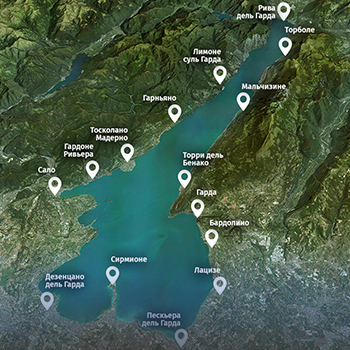 Рива
дель Гарда
Торболе
Лимоне
суль Гарда
Мальчизине
Гарньяно
Тосколано
Мадерно
Гардоне
Ривьера
Сало
Торри дель
Бенако
Гарда
Бардолино
Сирмионе
Лацизе
Дезенцано
дель Гарда
Пескьера
дель Гарда